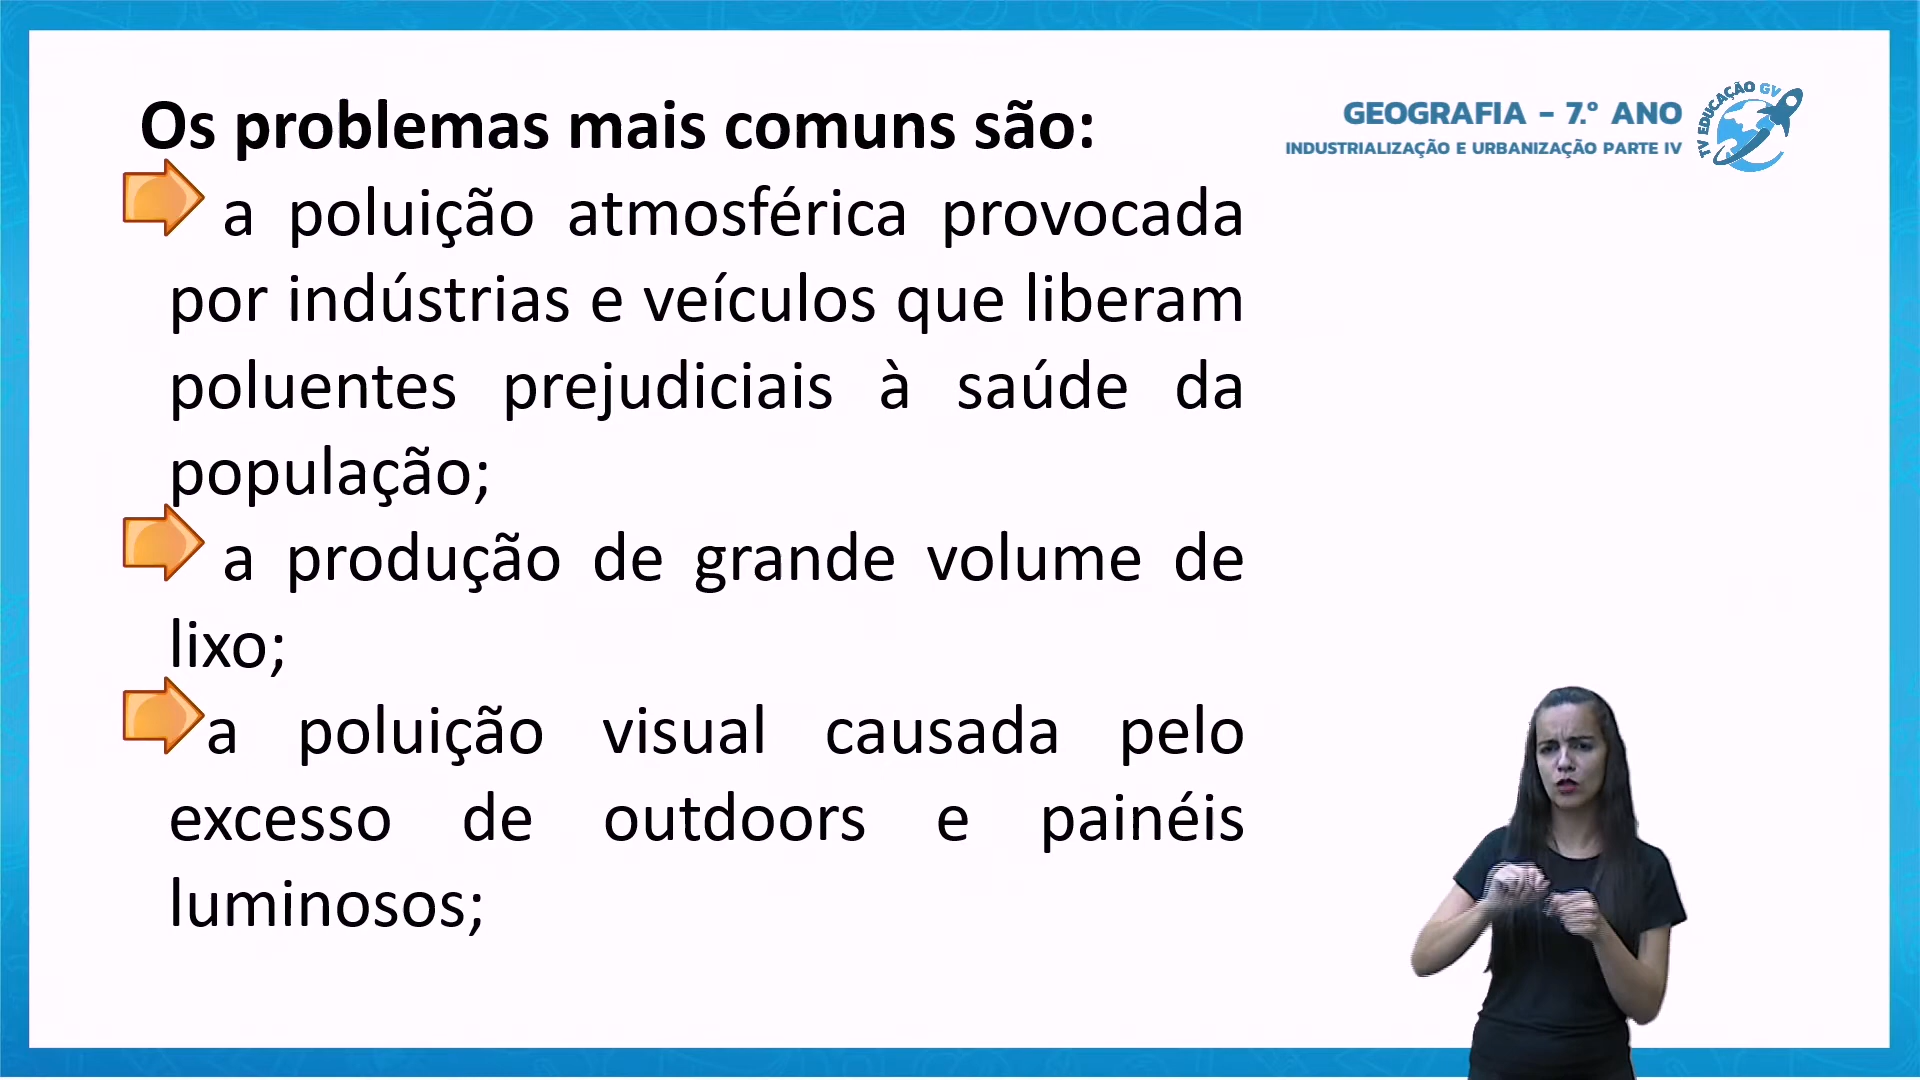 Os problemas mais comuns são:
a poluição atmosférica provocada
por indústrias e veículos que liberam
poluentes prejudiciais à saúde da
população;
a produção de grande volume de
lixo;
a poluição visual causada pelo
excesso de outdoors e painéis
luminosos;
GEOGRAFIA - 7.º ANO
INDUSTRIALIZAÇÃO E URBANIZAÇÃO PARTE IV
TV EDUCAÇÃO GV